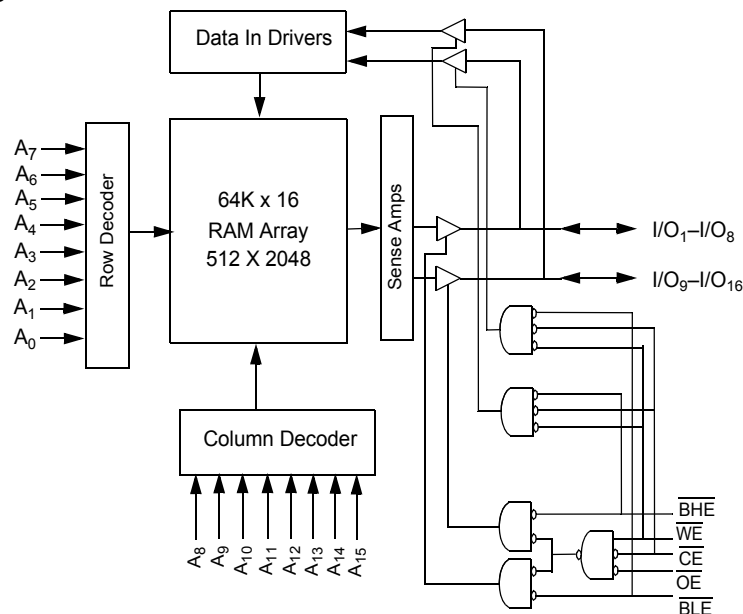 Data In Drivers
A7
A6
A5
A4
A3
A2
A1
A0
Row Decoder
64K x 16
RAM Array
512 X 2048
Sense Amps
I/O1–I/O8
I/O9–I/O16
Column Decoder
A8
A9
A10
A11
A12
A13
A14
A15
BHE
WE
CE
OE
BLE